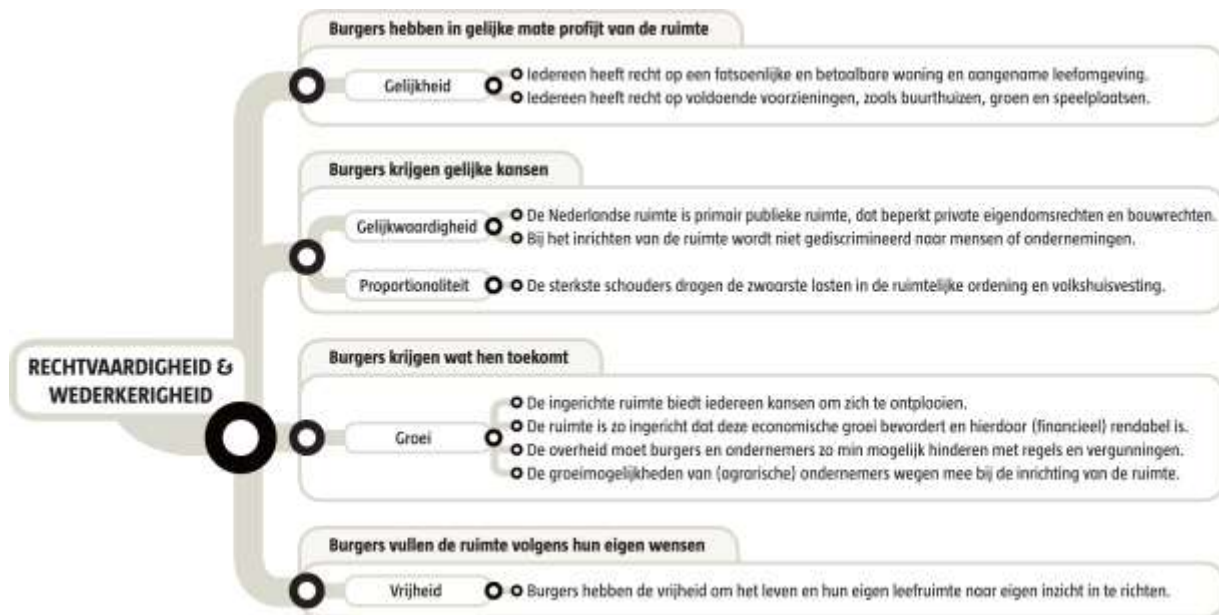 Burgers hebben in gelijke mate profijt van de ruimte
Gelijkheid
Iedereen heeft recht op een fatsoenlijke en betaalbare woning en aangename leefomgeving.
Iedereen heeft recht op voldoende voorzieningen, zoals buurthuizen, groen en speelplaatsen.
Burgers krijgen gelijke kansen
Gelijkwaardigheid
De Nederlandse ruimte is primair publieke ruimte, dat beperkt private eigendomsrechten en bouwrechten.
Bij het inrichten van de ruimte wordt niet gediscrimineerd naar mensen of ondernemingen.
Proportionaliteit
De sterkste schouders dragen de zwaarste lasten in de ruimtelijke ordening en volkshuisvesting.
RECHTVAARDIGHEID &
WEDERKERIGHEID
Burgers krijgen wat hen toekomt
Groei
De ingerichte ruimte biedt iedereen kansen om zich te ontplooien.
De ruimte is zo ingericht dat deze economische groei bevordert en hierdoor (financieel) rendabel is.
De overheid moet burgers en ondernemers zo min mogelijk hinderen met regels en vergunningen.
De groeimogelijkheden van (agrarische) ondernemers wegen mee bij de inrichting van de ruimte.
Burgers vullen de ruimte volgens hun eigen wensen
Vrijheid
Burgers hebben de vrijheid om het leven en hun eigen leefruimte naar eigen inzicht in te richten.